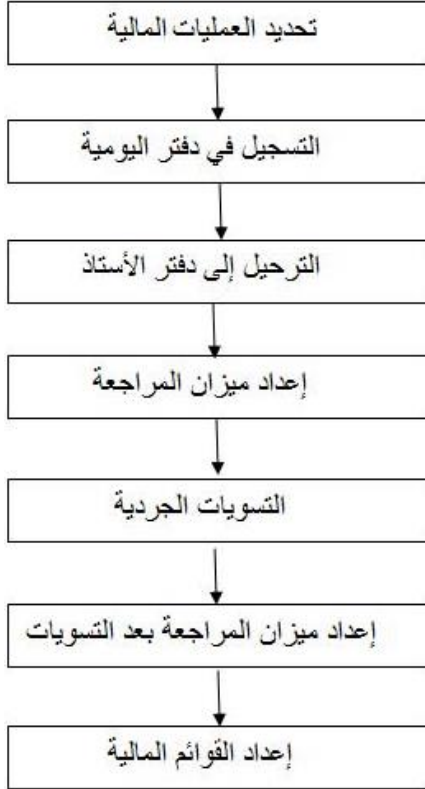 تحديد العمليات المالية
التسجيل في دفتر اليومية
الترحيل إلى دفتر الأستاذ
إعداد ميزان المراجعة
التسويات الجردية
إعداد ميزان المراجعة بعد التسويات
إعداد القوائم المالية